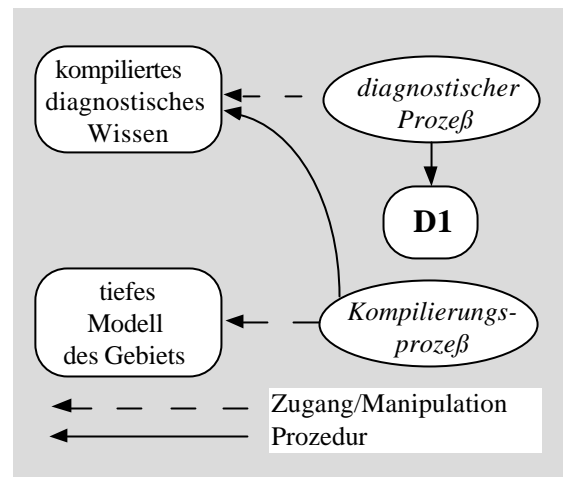 kompiliertes
diagnostisches
Wissen
diagnostischer
Prozeß
D1
tiefes
Modell
des Gebiets
Kompilierungs-
prozeß
Zugang/Manipulation
Prozedur